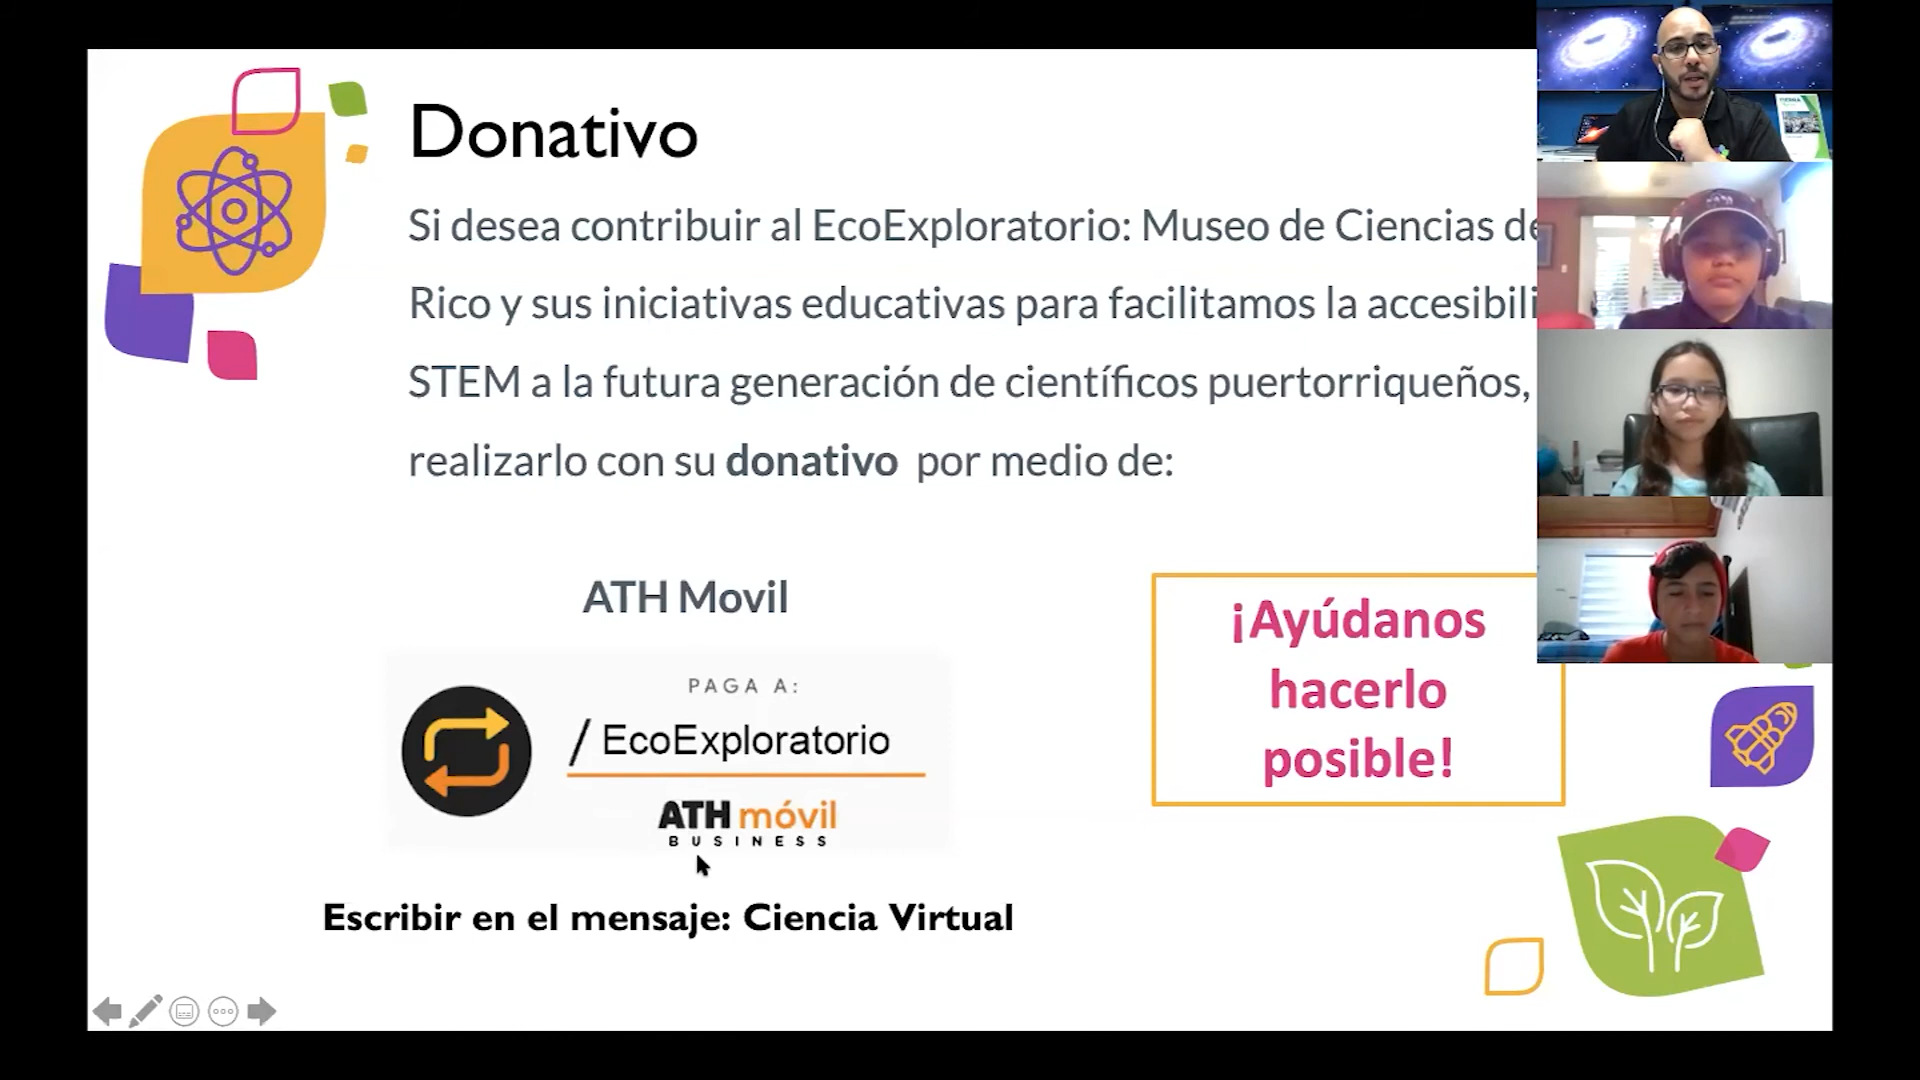 Donativo
Si desea contribuir al EcoExploratorio: Museo de Ciencias de
Rico y sus iniciativas educativas para facilitamos la accesibili
STEM a la futura generación de científicos puertorriqueños,
realizarlo con su donativo por medio de:
ATH Movil
PAGA A:
/EcoExploratorio
ATH móvil
BUSINESS
Escribir en el mensaje: Ciencia Virtual
¡Ayúdanos
hacerlo
posible!